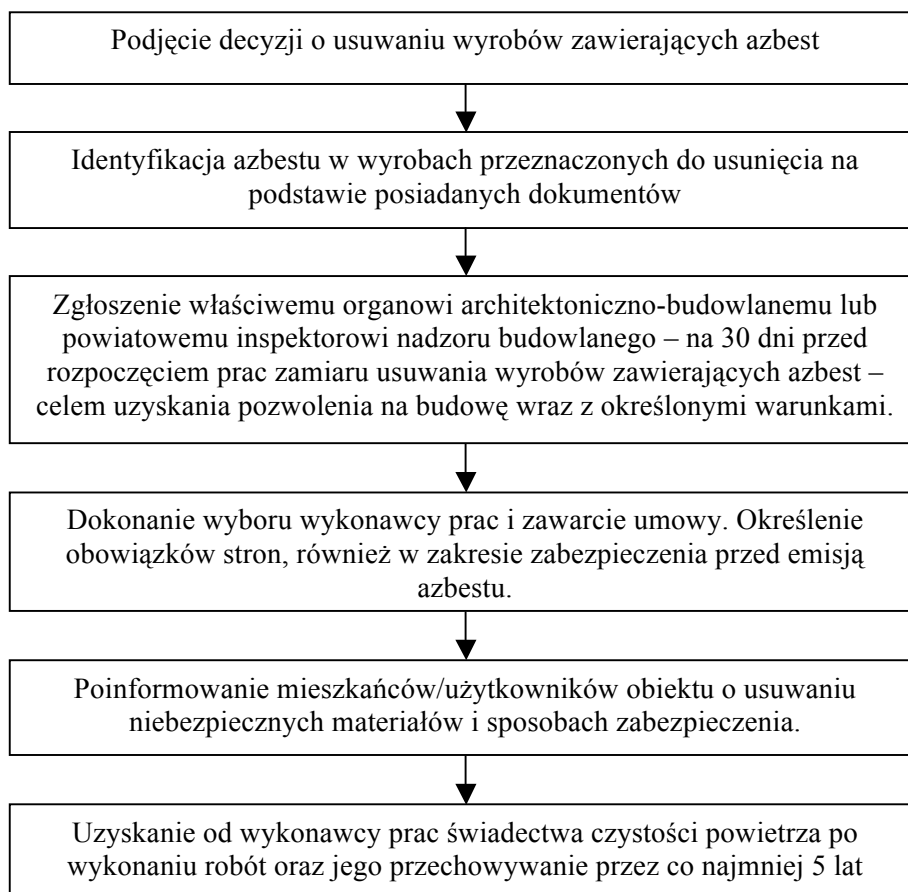 Podjęcie decyzji o usuwaniu wyrobów zawierających azbest
Identyfikacja azbestu w wyrobach przeznaczonych do usunięcia na
podstawie posiadanych dokumentów
Zgłoszenie właściwemu organowi architektoniczno-budowlanemu lub
powiatowemu inspektorowi nadzoru budowlanego – na 30 dni przed
rozpoczęciem prac zamiaru usuwania wyrobów zawierających azbest –
celem uzyskania pozwolenia na budowę wraz z określonymi warunkami.
Dokonanie wyboru wykonawcy prac i zawarcie umowy. Określenie
obowiązków stron, również w zakresie zabezpieczenia przed emisją
azbestu.
Poinformowanie mieszkańców/użytkowników obiektu o usuwaniu
niebezpiecznych materiałów i sposobach zabezpieczenia.
Uzyskanie od wykonawcy prac świadectwa czystości powietrza po
wykonaniu robót oraz jego przechowywanie przez co najmniej 5 lat